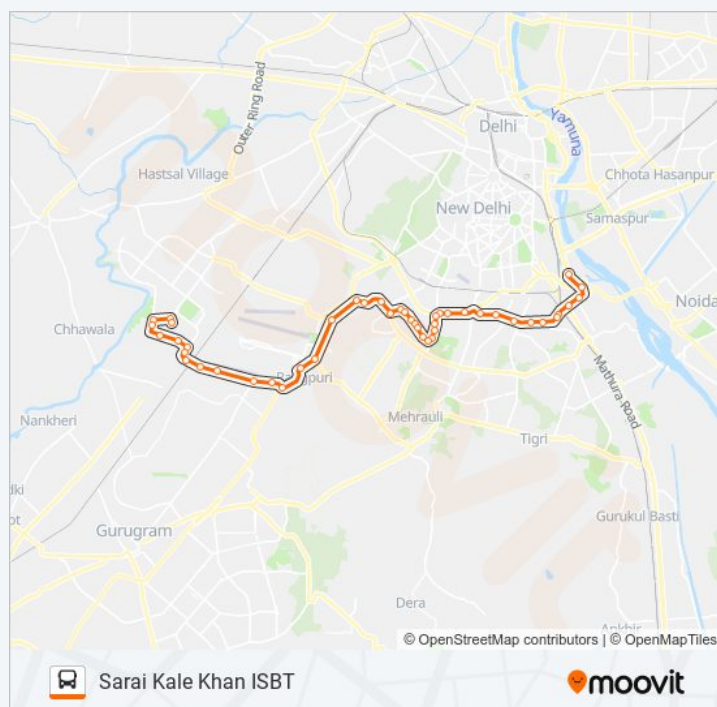 Outer Ring Road
Delhi
Yamuna
Hastsal Village
Chhota Hasanpur
New Delhi
Samaspur
Noida
Chhawala
Rangpuri
Mathura Road
Nankheri
Mehrauli
Tigri
Gurugram
Gurukul Basti
Dera
© OpenStreetMap contributors | © OpenMapTiles
Sarai Kale Khan ISBT
moovit